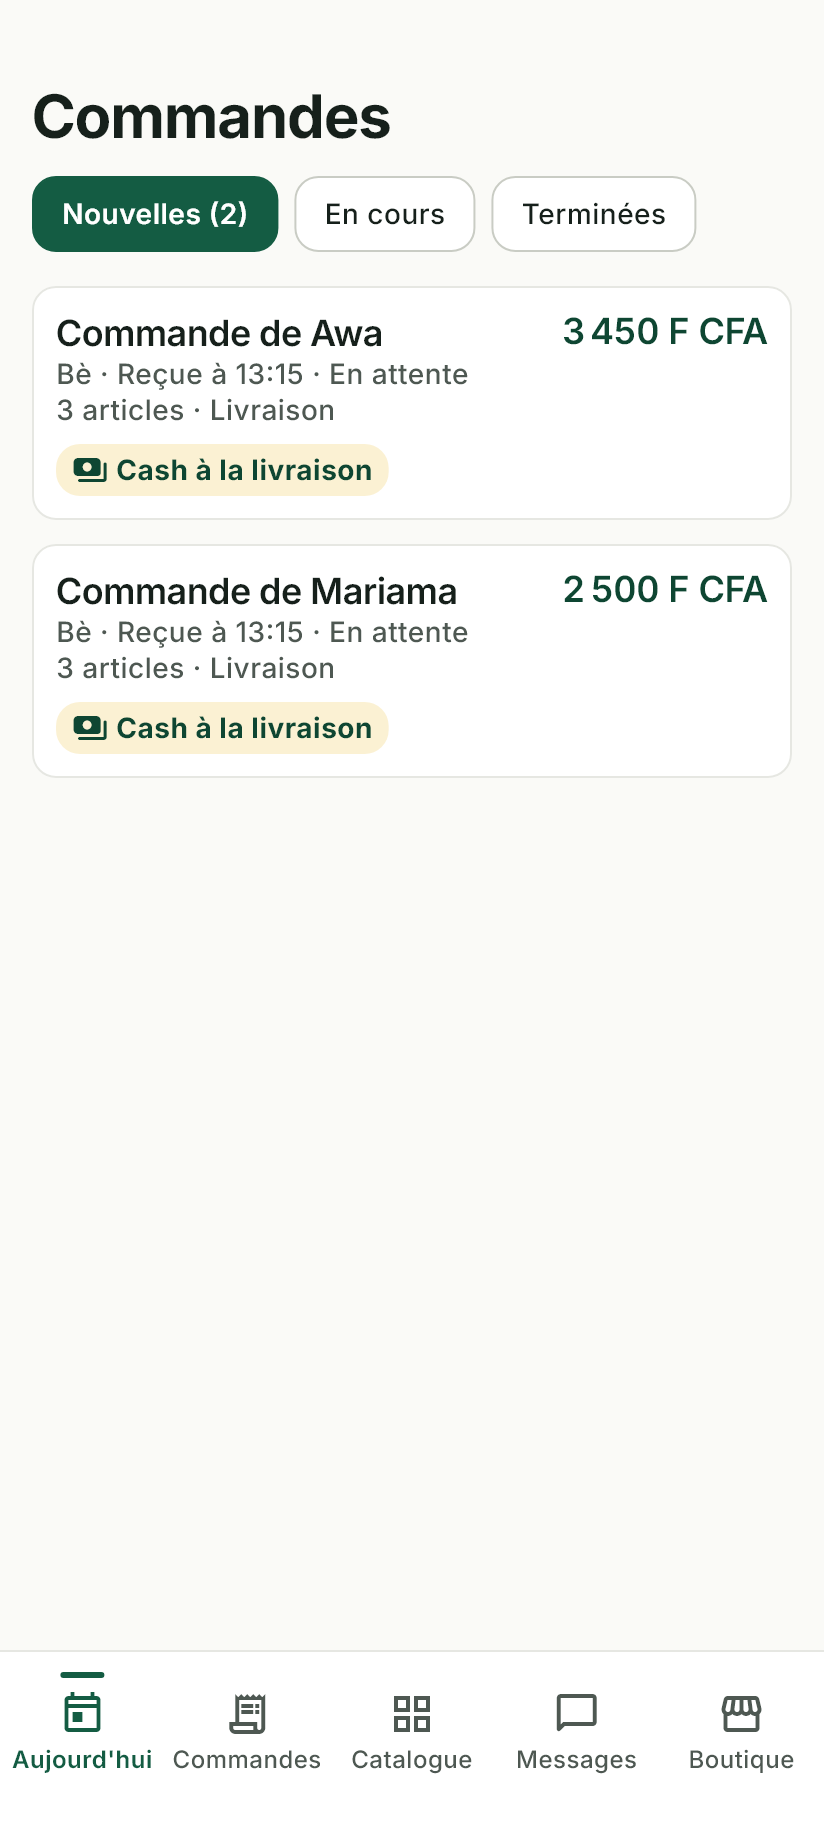 Commandes
Nouvelles (2) En cours Terminées
Commande de Awa 3 450 F CFA
Bè · Reçue à 13:15 · En attente
3 articles · Livraison
Cash à la livraison
Commande de Mariama 2 500 F CFA
Bè · Reçue à 13:15 · En attente
3 articles · Livraison
Cash à la livraison
Aujourd'hui Commandes Catalogue Messages Boutique